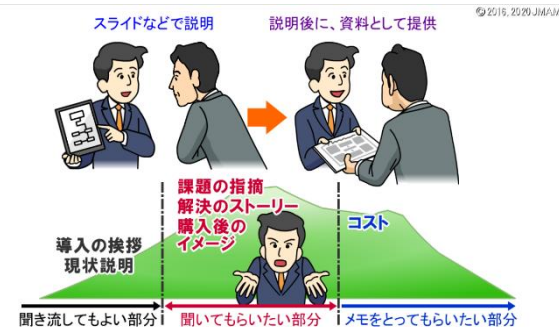 © 2016, 2020 JMAM
スライドなどで説明
説明後に、資料として提供
課題の指摘
解決のストーリー
購入後の
イメージ
コスト
導入の挨拶
現状説明
聞き流してもよい部分
聞いてもらいたい部分
メモをとってもらいたい部分